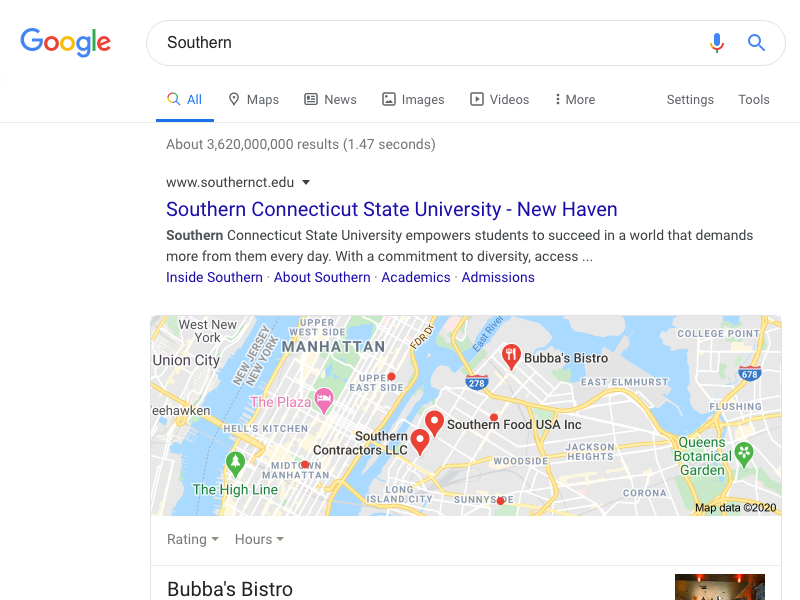 Google
Southern
All
Maps
News
Images
Videos
More
Settings
Tools
About 3,620,000,000 results (1.47 seconds)
www.southernct.edu
Southern Connecticut State University - New Haven
Southern Connecticut State University empowers students to succeed in a world that demands
more from them every day. With a commitment to diversity, access ...
Inside Southern · About Southern · Academics · Admissions
West New
York
UPPER
WEST SIDE
MANHATTAN
NEW JERSEY
NEW YORK
FDR Dr
East River
COLLEGE POINT
Union City
Bubba's Bistro
678
278
UPPER
EAST SIDE
EAST ELMHURST
The Plaza
eehawken
FLUSHING
HELL'S KITCHEN
Southern Food USA Inc
Southern
Contractors LLC
JACKSON
HEIGHTS
Queens
Botanical
Garden
WOODSIDE
MIDTOWN
MANHATTAN
The High Line
LONG
ISLAND CITY
SUNNYSIDE
CORONA
Map data ©2020
Rating
Hours
Bubba's Bistro